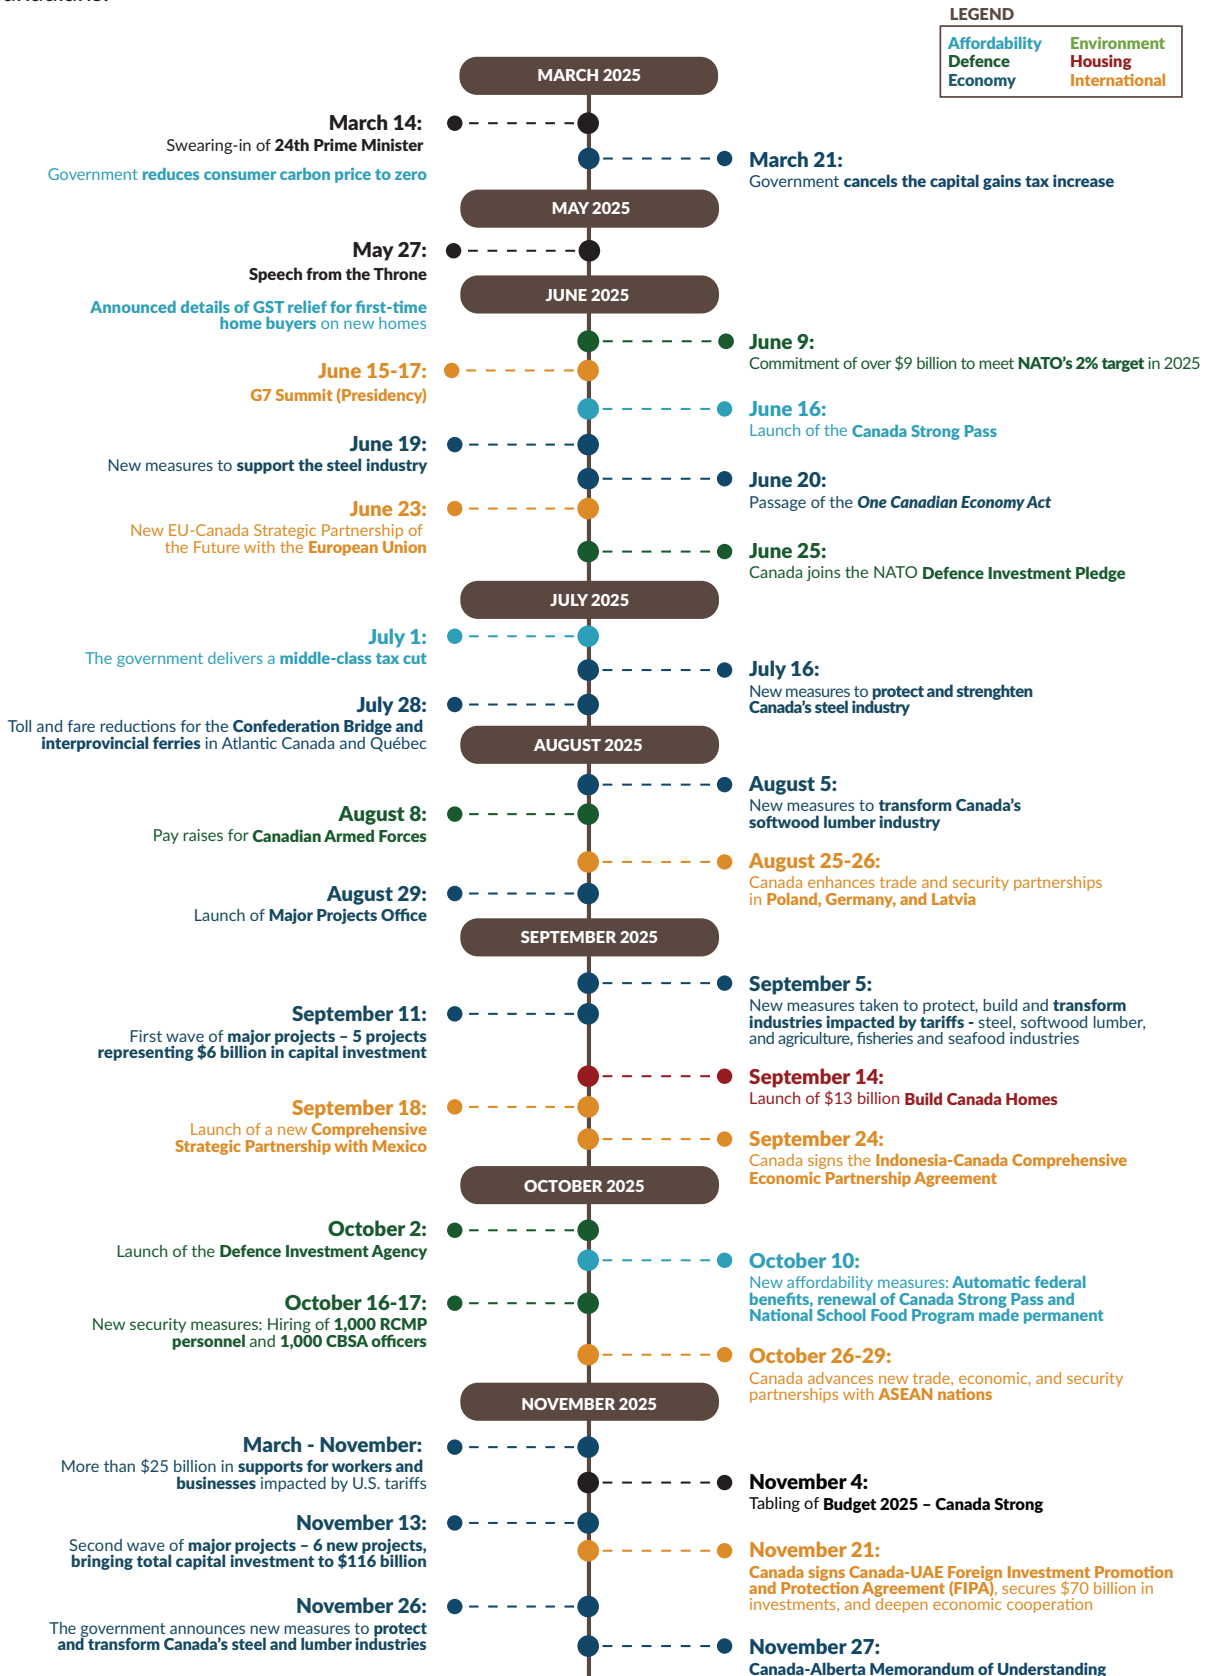 LEGEND
Affordability
Environment
Defence
Housing
Economy
International
MARCH 2025
March 14:
Swearing-in of 24th Prime Minister
Government reduces consumer carbon price to zero
March 21:
Government cancels the capital gains tax increase
MAY 2025
May 27:
Speech from the Throne
Announced details of GST relief for first-time
home buyers on new homes
JUNE 2025
June 9:
Commitment of over $9 billion to meet NATO's 2% target in 2025
June 15-17:
G7 Summit (Presidency)
June 16:
Launch of the Canada Strong Pass
June 19:
New measures to support the steel industry
June 20:
Passage of the One Canadian Economy Act
June 23:
New EU-Canada Strategic Partnership of
the Future with the European Union
June 25:
Canada joins the NATO Defence Investment Pledge
JULY 2025
July 1:
The government delivers a middle-class tax cut
July 16:
New measures to protect and strenghten
Canada's steel industry
July 28:
Toll and fare reductions for the Confederation Bridge and
interprovincial ferries in Atlantic Canada and Québec
AUGUST 2025
August 5:
New measures to transform Canada's
softwood lumber industry
August 8:
Pay raises for Canadian Armed Forces
August 25-26:
Canada enhances trade and security partnerships
in Poland, Germany, and Latvia
August 29:
Launch of Major Projects Office
SEPTEMBER 2025
September 5:
New measures taken to protect, build and transform
industries impacted by tariffs - steel, softwood lumber,
and agriculture, fisheries and seafood industries
September 11:
First wave of major projects – 5 projects
representing $6 billion in capital investment
September 14:
Launch of $13 billion Build Canada Homes
September 18:
Launch of a new Comprehensive
Strategic Partnership with Mexico
September 24:
Canada signs the Indonesia-Canada Comprehensive
Economic Partnership Agreement
OCTOBER 2025
October 2:
Launch of the Defence Investment Agency
October 10:
New affordability measures: Automatic federal
benefits, renewal of Canada Strong Pass and
National School Food Program made permanent
October 16-17:
New security measures: Hiring of 1,000 RCMP
personnel and 1,000 CBSA officers
October 26-29:
Canada advances new trade, economic, and security
partnerships with ASEAN nations
NOVEMBER 2025
March - November:
More than $25 billion in supports for workers and
businesses impacted by U.S. tariffs
November 4:
Tabling of Budget 2025 – Canada Strong
November 13:
Second wave of major projects – 6 new projects,
bringing total capital investment to $116 billion
November 21:
Canada signs Canada-UAE Foreign Investment Promotion
and Protection Agreement (FIPA), secures $70 billion in
investments, and deepen economic cooperation
November 26:
The government announces new measures to protect
and transform Canada's steel and lumber industries
November 27:
Canada-Alberta Memorandum of Understanding